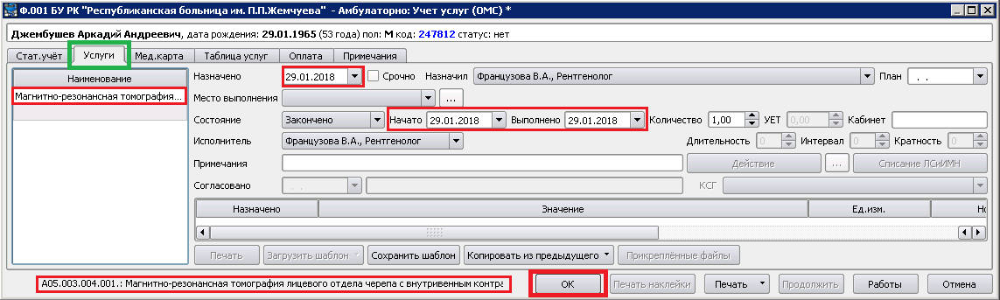 Ф.001 БУ РК "Республиканская больница им. П.П.Жемчуева" - Амбулаторно: Учет услуг (ОМС) *
Джембушев Аркадий Андреевич, дата рождения: 29.01.1965 (53 года) пол: М код: 247812 статус: нет
Стат.учёт Услуги Мед.карта Таблица услуг Оплата Примечания
Наименование
Магнитно-резонансная томография...
Назначено 29.01.2018 Срочно Назначил Французова В.А., Рентгенолог План . .
Место выполнения ...
Состояние Закончено Начато 29.01.2018 Выполнено 29.01.2018 Количество 1,00 УЕТ 0,00 Кабинет
Исполнитель Французова В.А., Рентгенолог Длительность 0 Интервал 0 Кратность 0
Примечания Действие ... Списание ЛСиИМН
Согласовано . . КСГ
Назначено Значение Ед.изм. Но
Печать Загрузить шаблон Сохранить шаблон Копировать из предыдущего Прикреплённые файлы
A05.003.004.001.: Магнитно-резонансная томография лицевого отдела черепа с внутривенным контра
ОК Печать наклейки Печать Продолжить Работы Отмена